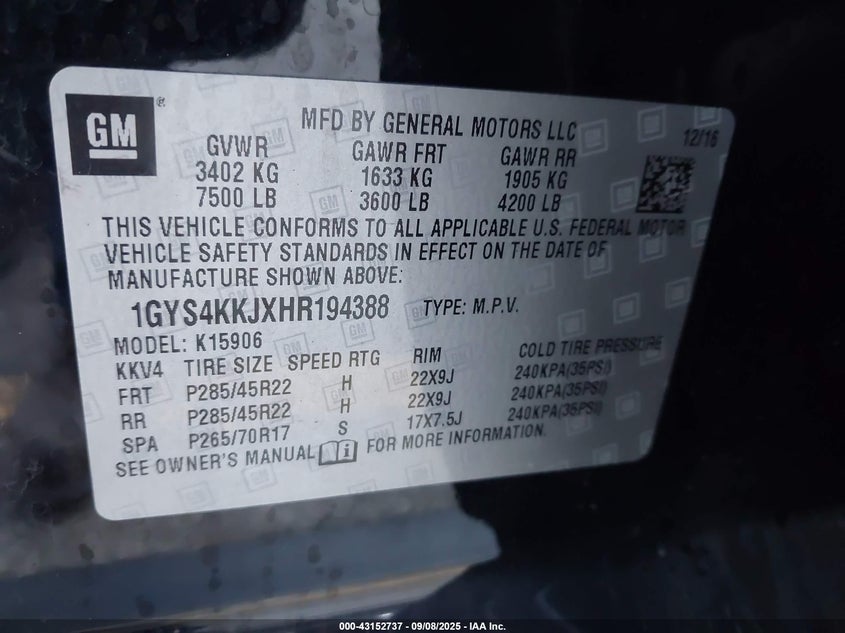 GM
®
MFD BY GENERAL MOTORS LLC
12/16
GVWR GAWR FRT GAWR RR
3402 KG 1633 KG 1905 KG
7500 LB 3600 LB 4200 LB
THIS VEHICLE CONFORMS TO ALL APPLICABLE U.S. FEDERAL MOTOR
VEHICLE SAFETY STANDARDS IN EFFECT ON THE DATE OF
MANUFACTURE SHOWN ABOVE:
1GYS4KKJXHR194388 TYPE: M.P.V.
MODEL: K15906
KKV4 TIRE SIZE SPEED RTG RIM COLD TIRE PRESSURE
FRT P285/45R22 H 22X9J 240KPA(35PSI)
RR P285/45R22 H 22X9J 240KPA(35PSI)
SPA P265/70R17 S 17X7.5J 240KPA(35PSI)
SEE OWNER'S MANUAL i FOR MORE INFORMATION.
000-43152737 - 09/08/2025 - IAA Inc.